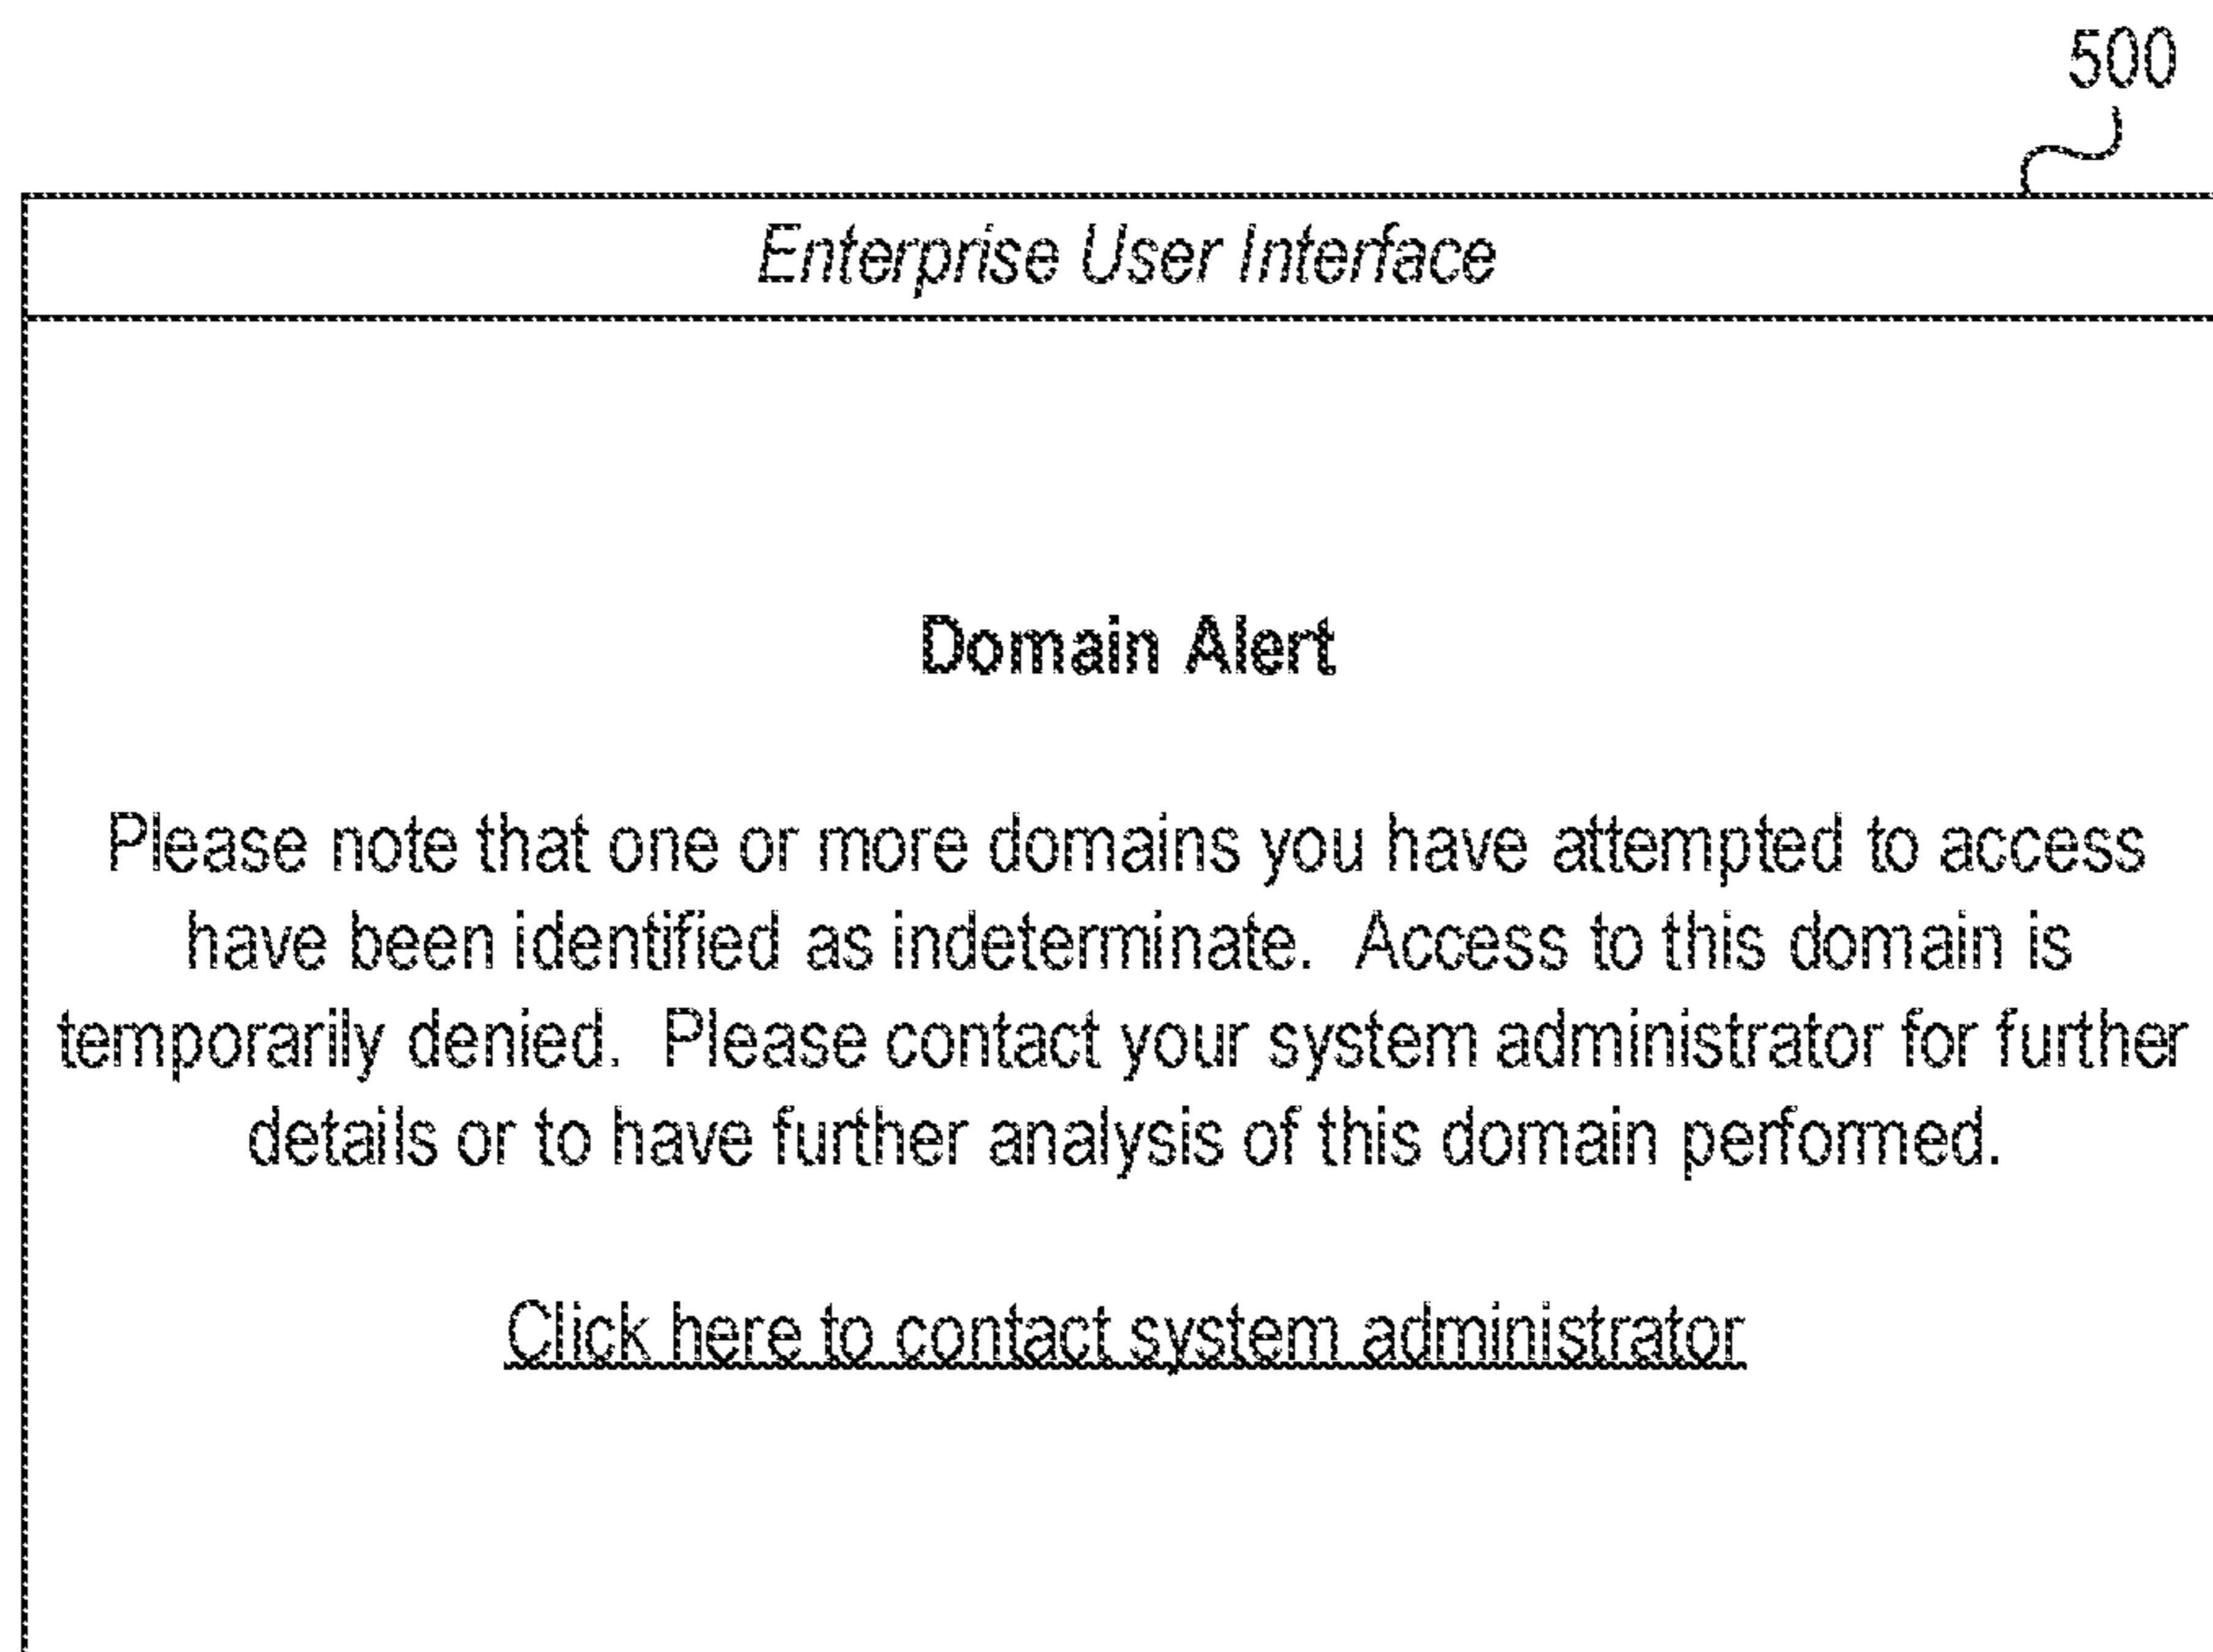 500
Enterprise User Interface
Domain Alert
Please note that one or more domains you have attempted to access
have been identified as indeterminate.  Access to this domain is
temporarily denied.  Please contact your system administrator for further
details or to have further analysis of this domain performed.
Click here to contact system administrator